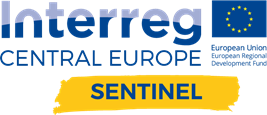 Interreg
CENTRAL EUROPE
European Union
European Regional
Development Fund
SENTINEL